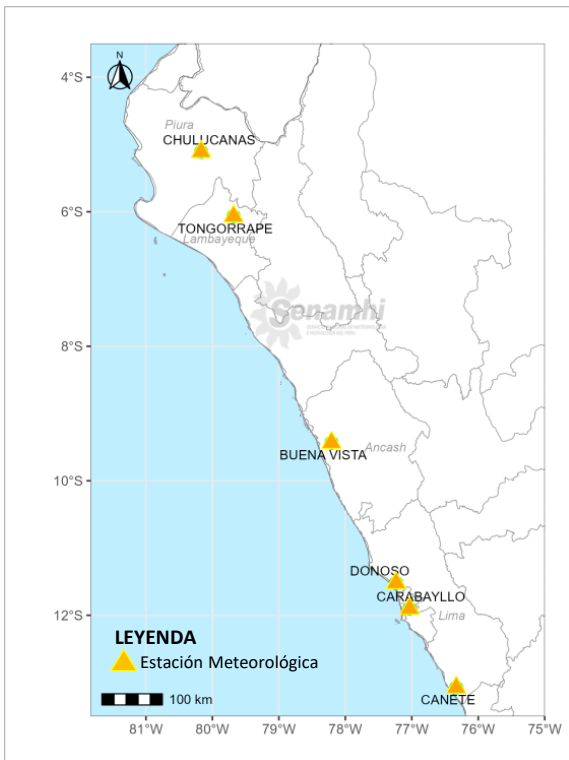 N
4°S
Piura
CHULUCANAS
6°S
TONGORRAPE
Lambayeque
Senamhi
8°S
BUENA VISTA
Ancash
10°S
DONOSO
CARABAYLLO
12°S
Lima
LEYENDA
Estación Meteorológica
100 km
CAÑETE
81°W 80°W 79°W 78°W 77°W 76°W 75°W